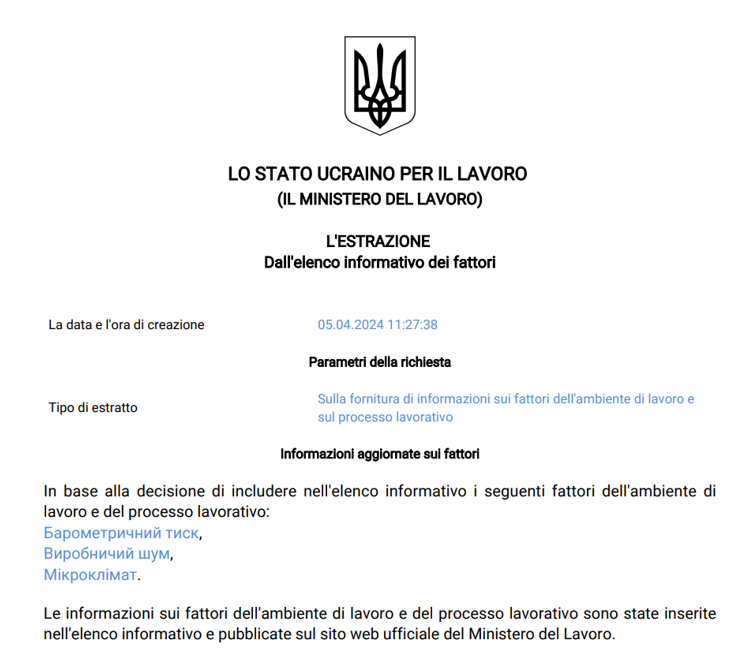 LO STATO UCRAINO PER IL LAVORO
(IL MINISTERO DEL LAVORO)
L'ESTRAZIONE
Dall'elenco informativo dei fattori
La data e l'ora di creazione 05.04.2024 11:27:38
Parametri della richiesta
Tipo di estratto Sulla fornitura di informazioni sui fattori dell'ambiente di lavoro e
sul processo lavorativo
Informazioni aggiornate sui fattori
In base alla decisione di includere nell'elenco informativo i seguenti fattori dell'ambiente di
lavoro e del processo lavorativo:
Барометричний тиск,
Виробничий шум,
Мікроклімат.
Le informazioni sui fattori dell'ambiente di lavoro e del processo lavorativo sono state inserite
nell'elenco informativo e pubblicate sul sito web ufficiale del Ministero del Lavoro.